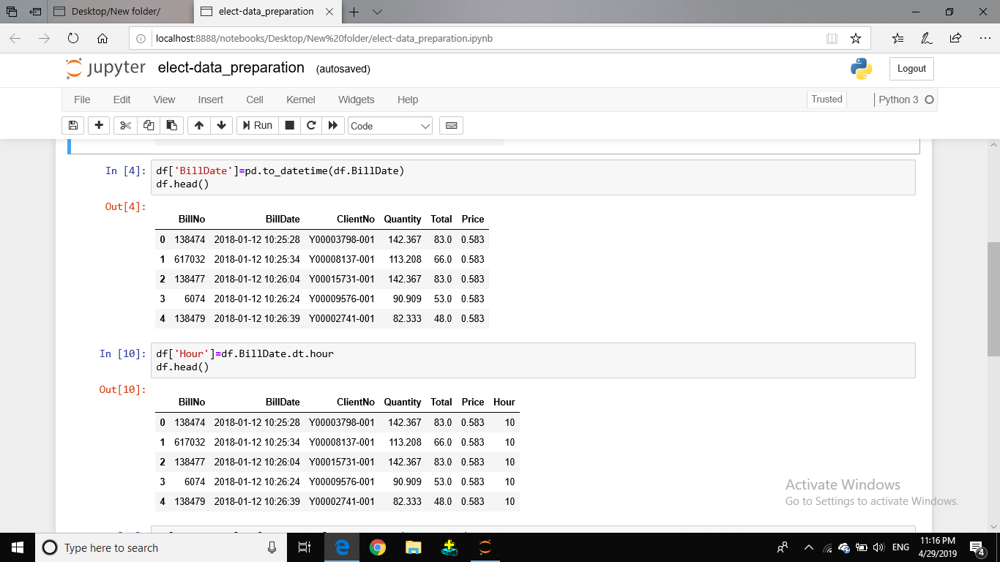 Desktop/New folder/
elect-data_preparation
localhost:8888/notebooks/Desktop/New%20folder/elect-data_preparation.ipynb
jupyter elect-data_preparation (autosaved)
Logout
File Edit View Insert Cell Kernel Widgets Help Trusted Python 3
Run Code
In [4]: df['BillDate']=pd.to_datetime(df.BillDate)
df.head()
Out[4]:
BillNo BillDate ClientNo Quantity Total Price
0 138474 2018-01-12 10:25:28 Y00003798-001 142.367 83.0 0.583
1 617032 2018-01-12 10:25:34 Y00008137-001 113.208 66.0 0.583
2 138477 2018-01-12 10:26:04 Y00015731-001 142.367 83.0 0.583
3 6074 2018-01-12 10:26:24 Y00009576-001 90.909 53.0 0.583
4 138479 2018-01-12 10:26:39 Y00002741-001 82.333 48.0 0.583
In [10]: df['Hour']=df.BillDate.dt.hour
df.head()
Out[10]:
BillNo BillDate ClientNo Quantity Total Price Hour
0 138474 2018-01-12 10:25:28 Y00003798-001 142.367 83.0 0.583 10
1 617032 2018-01-12 10:25:34 Y00008137-001 113.208 66.0 0.583 10
2 138477 2018-01-12 10:26:04 Y00015731-001 142.367 83.0 0.583 10
3 6074 2018-01-12 10:26:24 Y00009576-001 90.909 53.0 0.583 10
4 138479 2018-01-12 10:26:39 Y00002741-001 82.333 48.0 0.583 10
Activate Windows
Go to Settings to activate Windows.
Type here to search
ENG
11:16 PM
4/29/2019
4